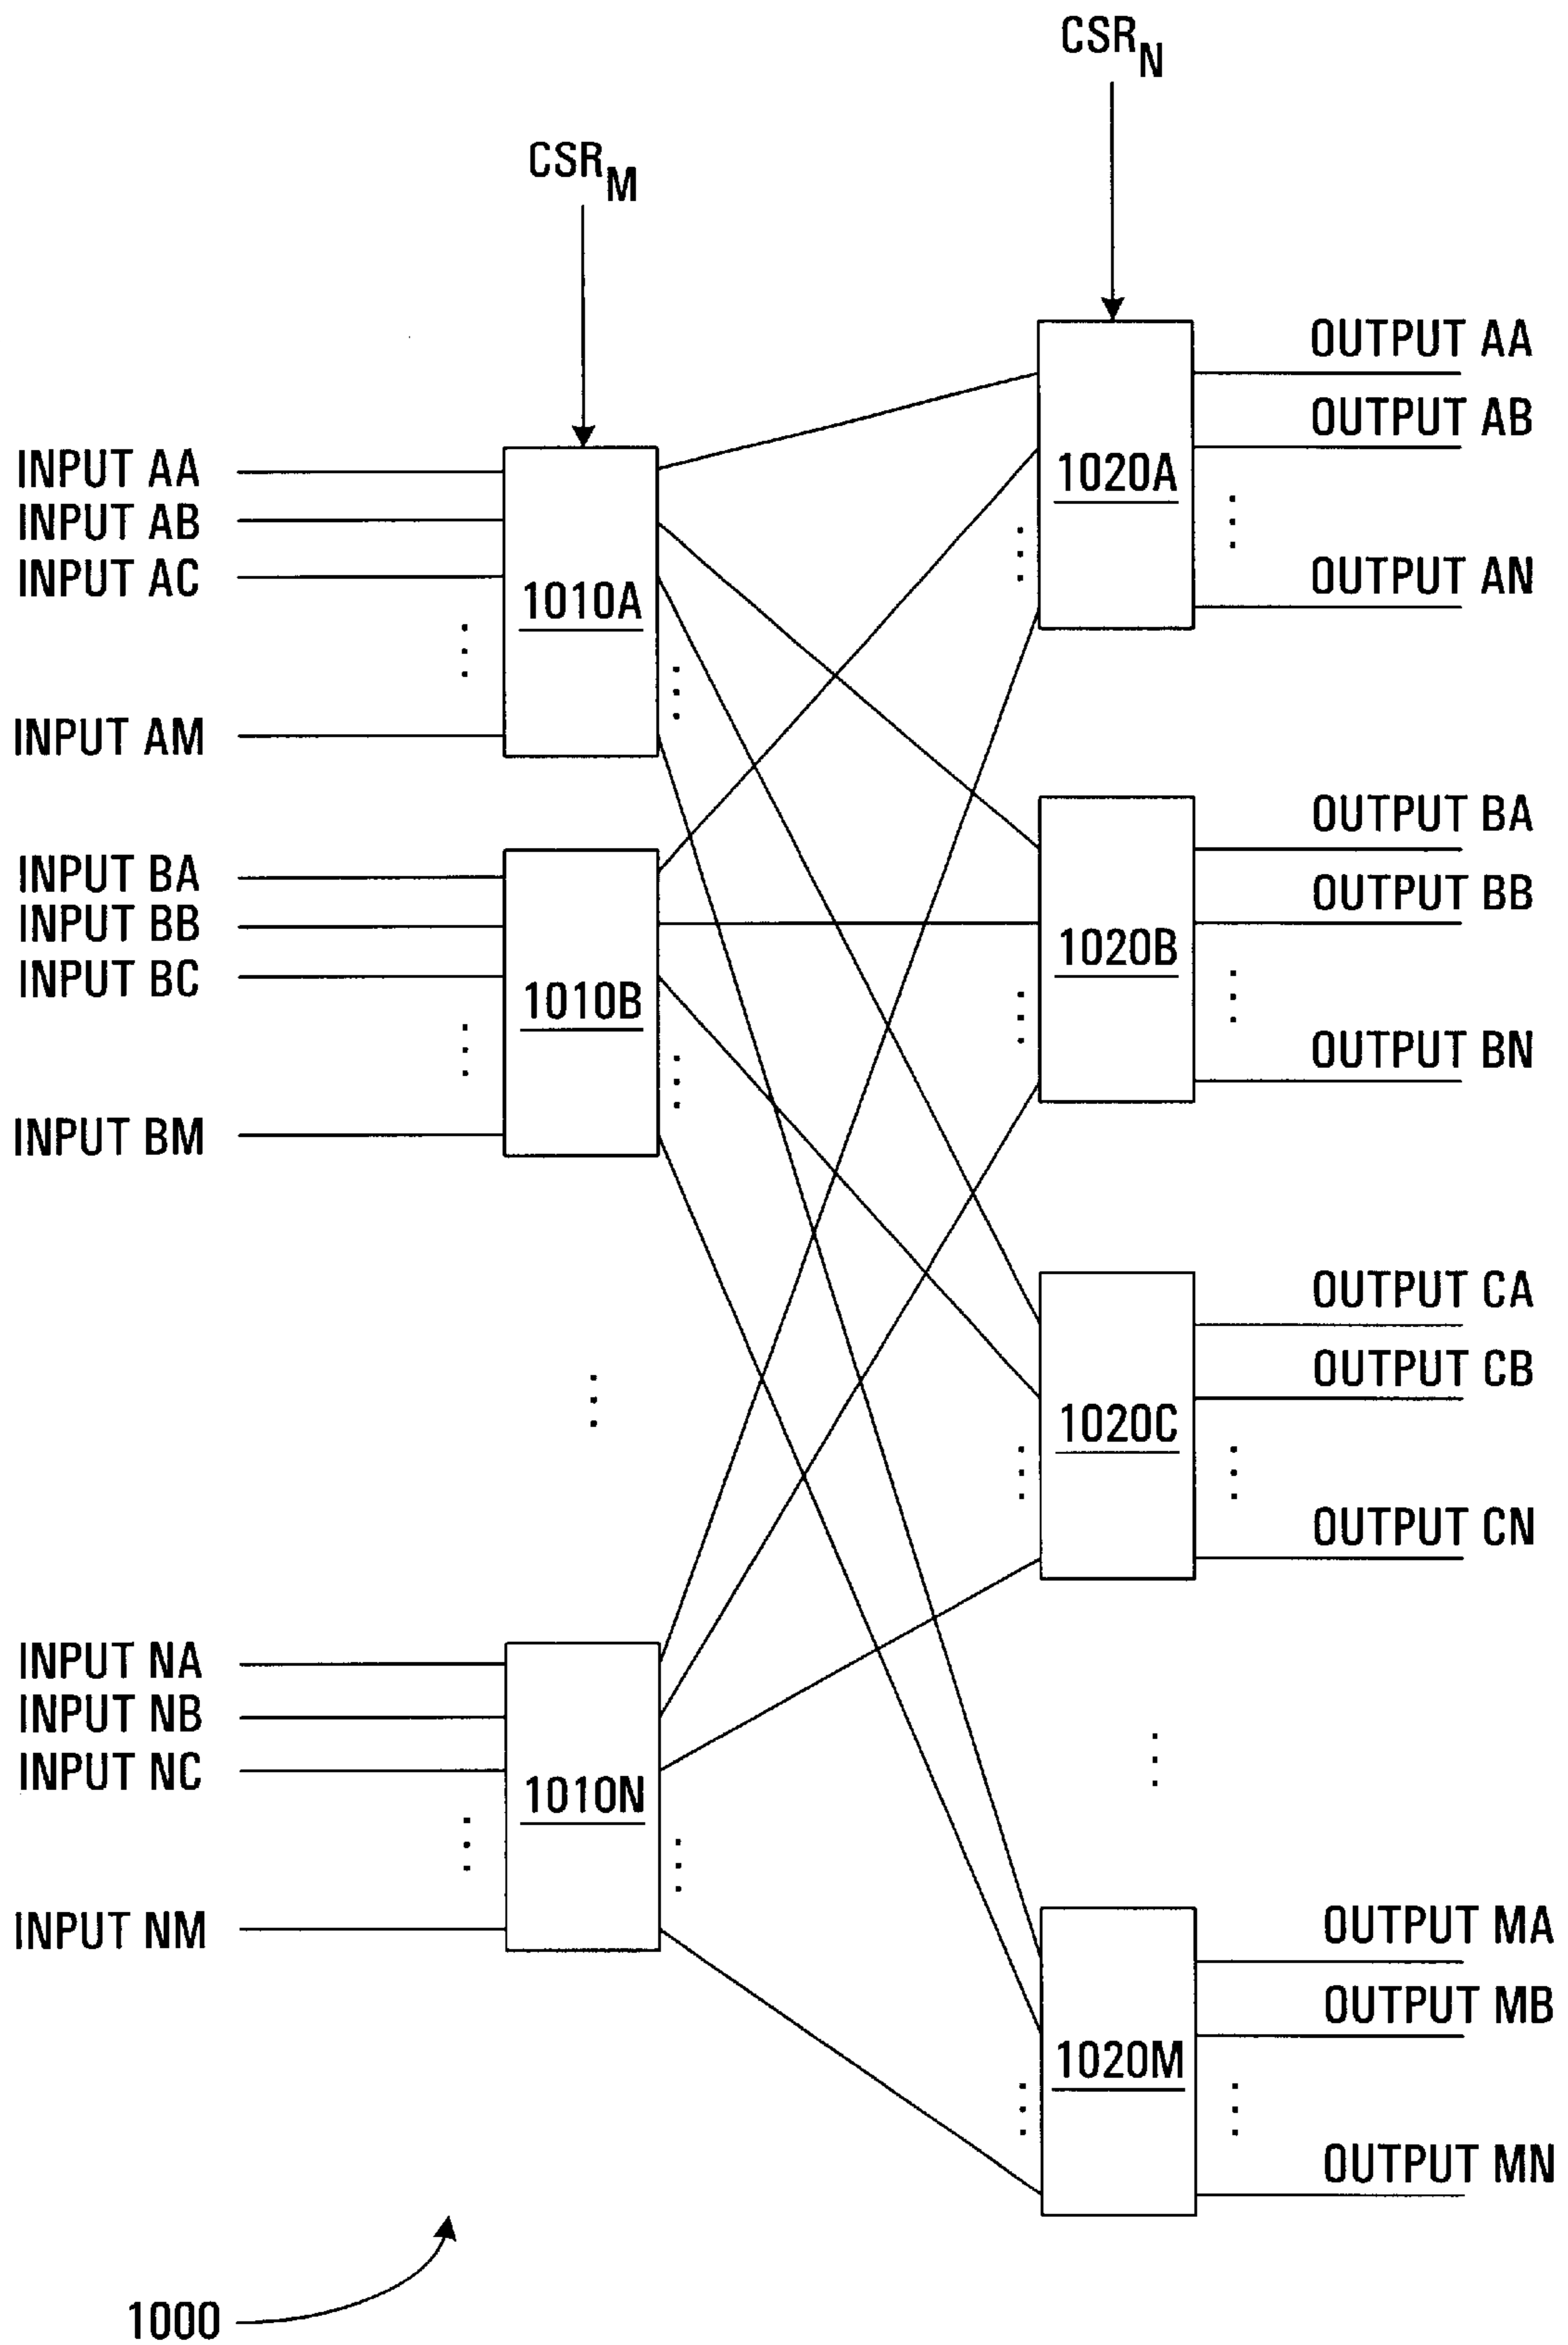 CSR_N
CSR_M
OUTPUT AA
OUTPUT AB
OUTPUT AN
INPUT AA
INPUT AB
INPUT AC
INPUT AM
1010A
1020A
INPUT BA
INPUT BB
INPUT BC
INPUT BM
1010B
OUTPUT BA
OUTPUT BB
OUTPUT BN
1020B
OUTPUT CA
OUTPUT CB
OUTPUT CN
1020C
INPUT NA
INPUT NB
INPUT NC
INPUT NM
1010N
OUTPUT MA
OUTPUT MB
OUTPUT MN
1020M
1000